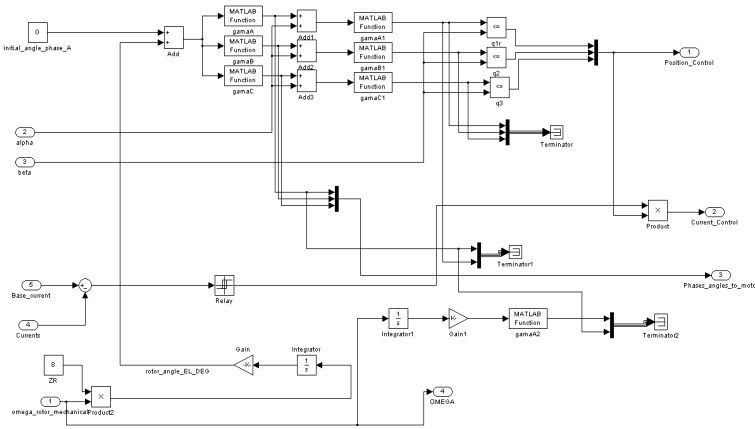 0
initial_angle_phase_A
+
+
Add
MATLAB
Function
gamaA
MATLAB
Function
gamaB
MATLAB
Function
gamaC
+
+
Add1
+
+
Add2
+
+
Add3
MATLAB
Function
gamaA1
MATLAB
Function
gamaB1
MATLAB
Function
gamaC1
<=
q1r
<=
q2
<=
q3
1
Position_Control
Terminator
2
alpha
3
beta
×
Product
2
Current_Control
Terminator1
3
Phases_angles_to_moto
5
Base_current
+
-
Relay
4
Currents
1
s
Integrator1
-K-
Gain1
MATLAB
Function
gamaA2
Terminator2
8
ZR
×
Product2
1
omega_rotor_mechanical
rotor_angle_EL_DEG
Gain
-K-
Integrator
1
s
4
OMEGA